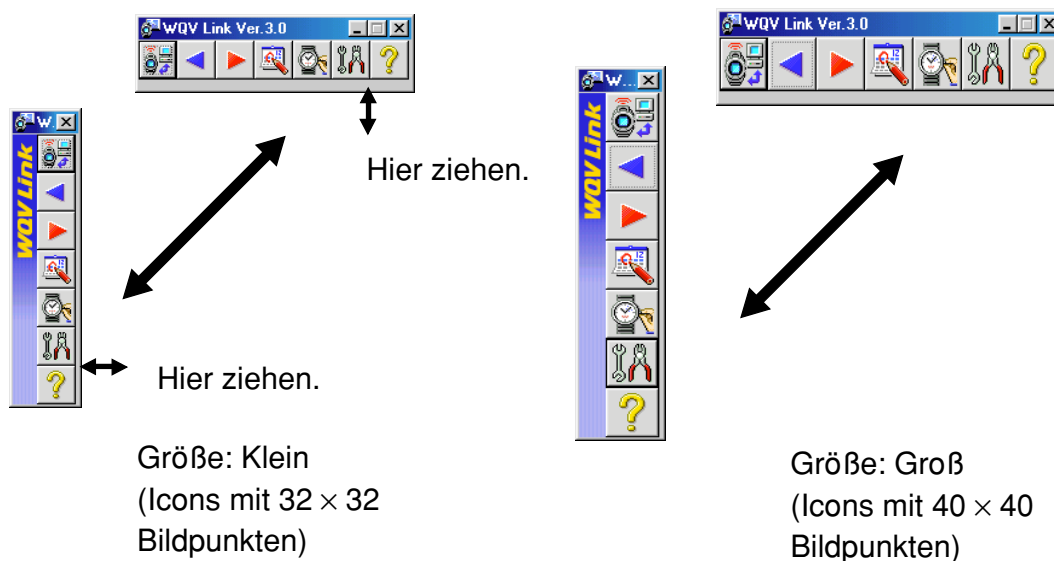 WQV Link Ver.3.0
Hier ziehen.
W.
WQV Link
Hier ziehen.
Größe: Klein
(Icons mit 32 × 32
Bildpunkten)
WQV Link Ver.3.0
W...
WQV Link
Größe: Groß
(Icons mit 40 × 40
Bildpunkten)